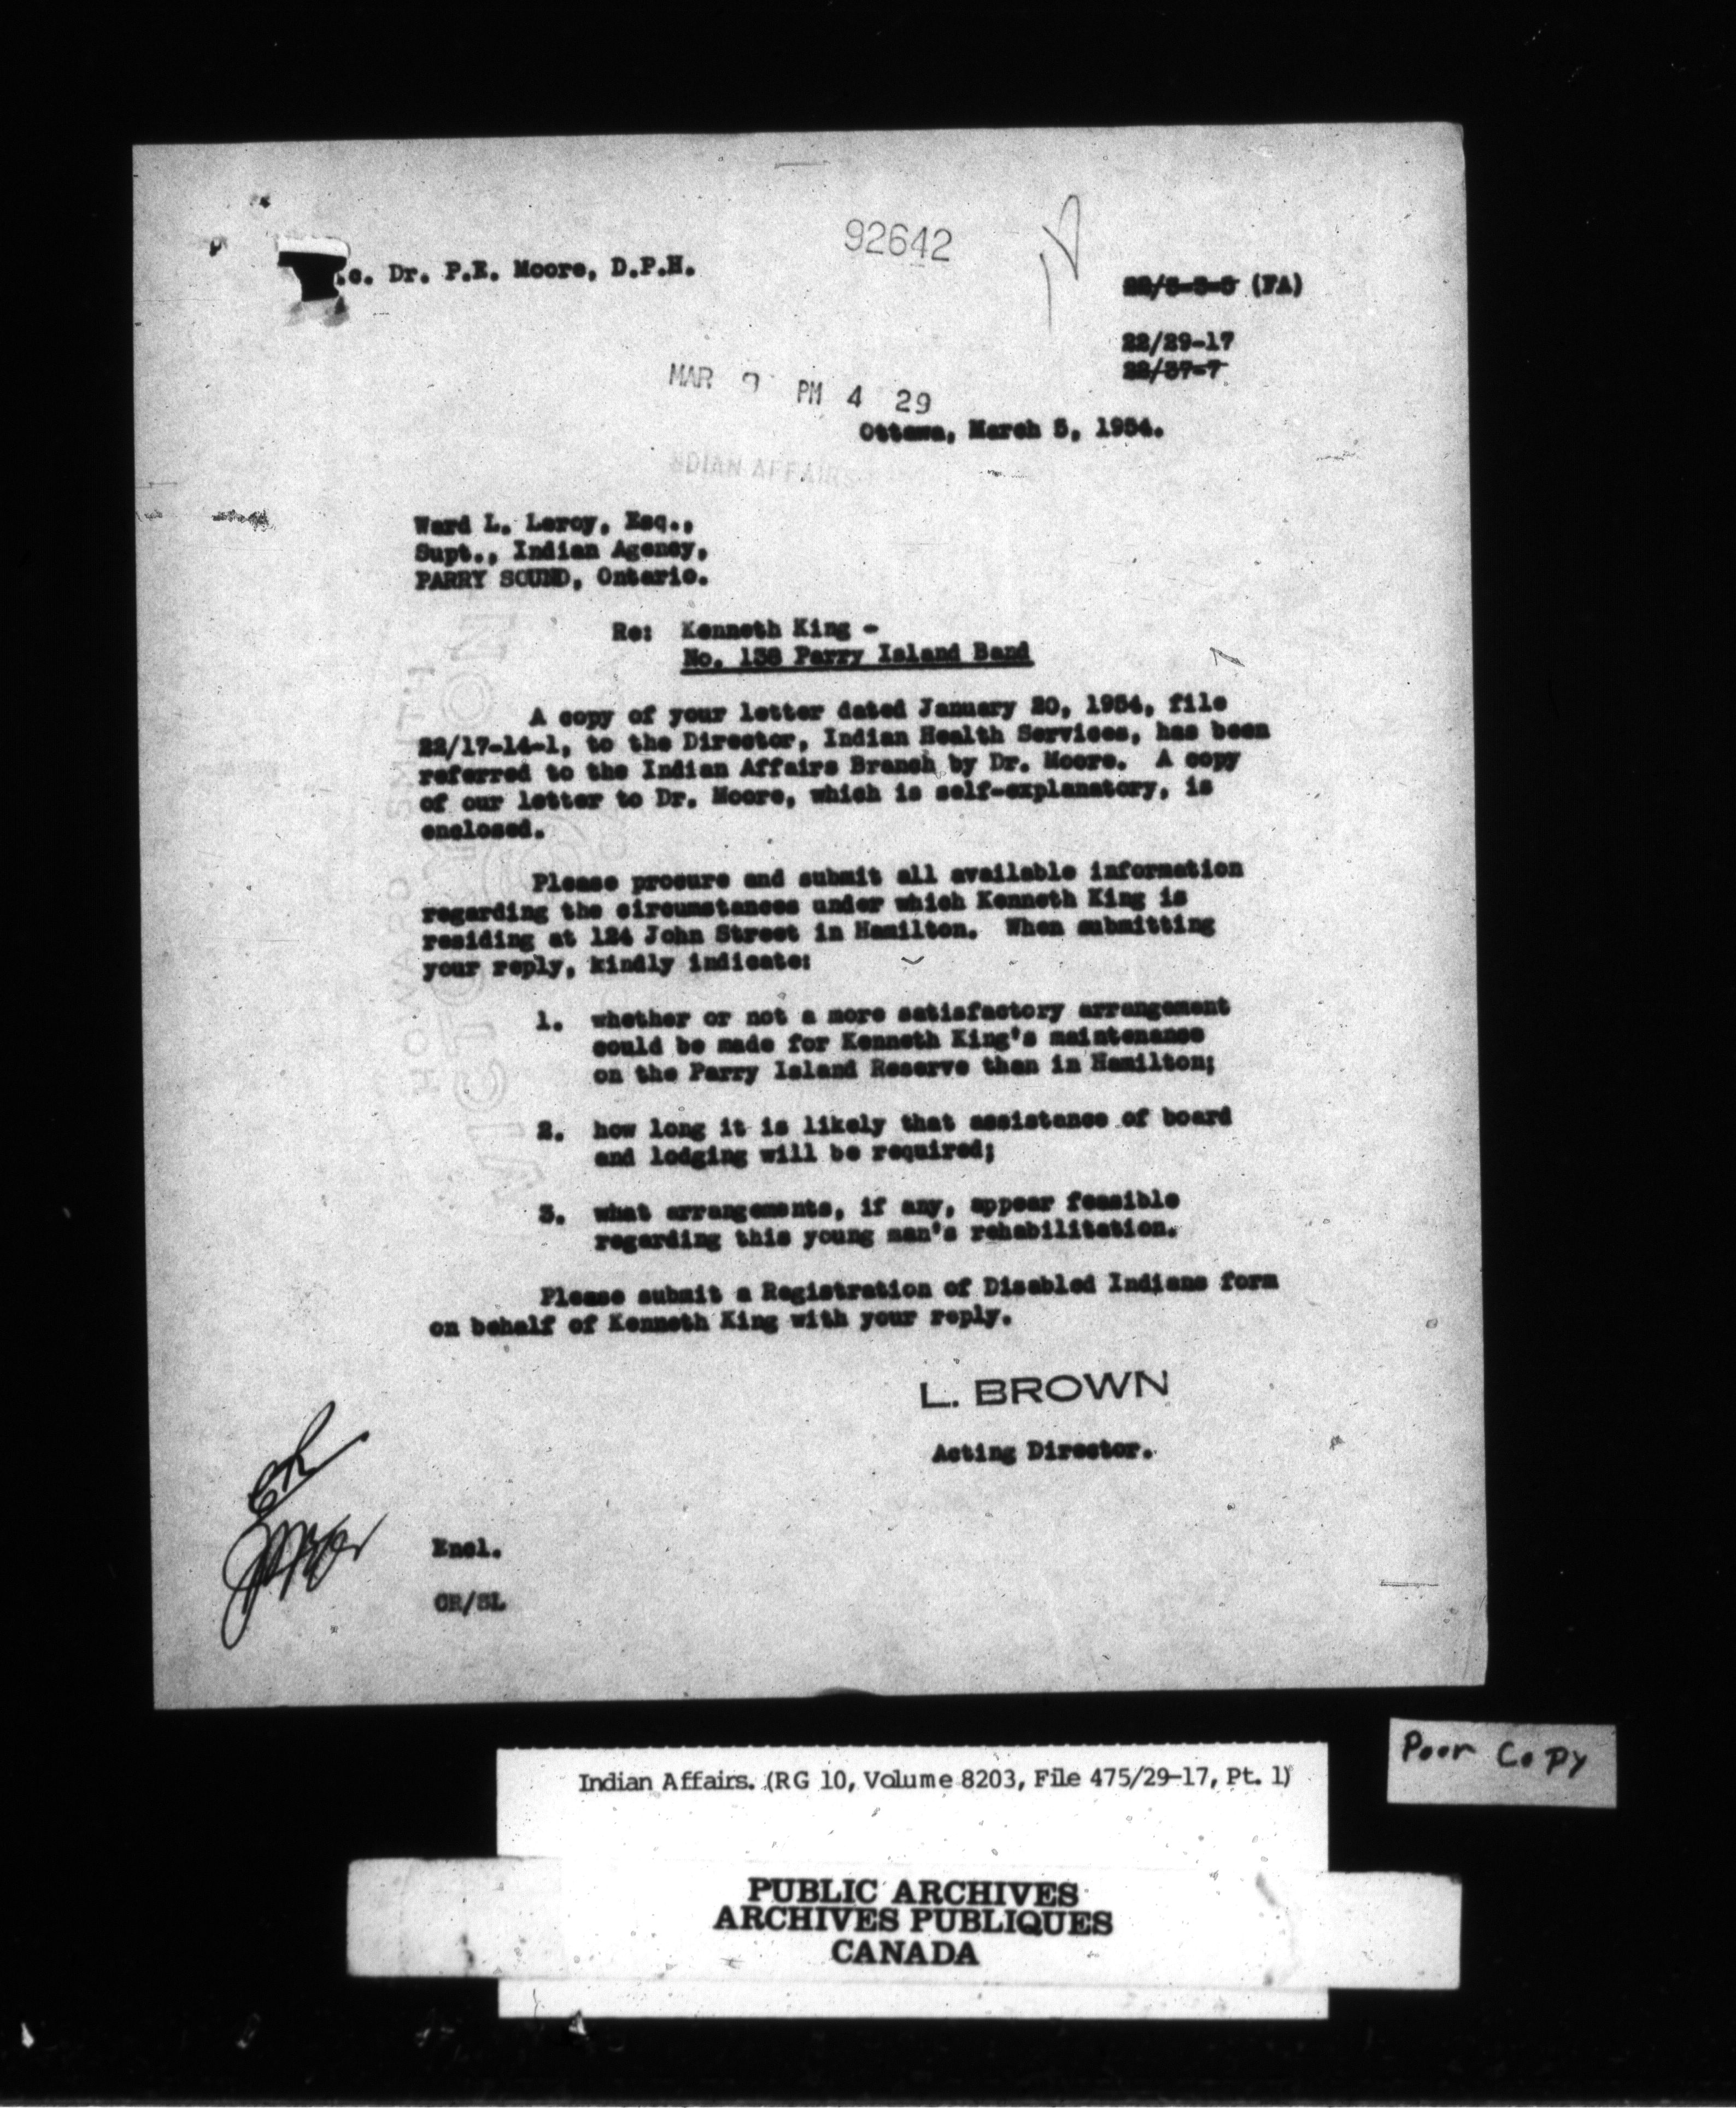 .c. Dr. P.E. Moore, D.P.H.
92642
(FA)
22/29-17
22/37-7
MAR 9 PM 4 29
Ottawa, March 5, 1954.
INDIAN AFFAIRS
Ward L. Leroy, Esq.,
Supt., Indian Agency,
PARRY SOUND, Ontario.
Re: Kenneth King -
No. 138 Parry Island Band
A copy of your letter dated January 20, 1954, file
22/17-14-1, to the Director, Indian Health Services, has been
referred to the Indian Affairs Branch by Dr. Moore. A copy
of our letter to Dr. Moore, which is self-explanatory, is
enclosed.
Please procure and submit all available information
regarding the circumstances under which Kenneth King is
residing at 124 John Street in Hamilton. When submitting
your reply, kindly indicate:
1. whether or not a more satisfactory arrangement
could be made for Kenneth King's maintenance
on the Parry Island Reserve than in Hamilton;
2. how long it is likely that assistance of board
and lodging will be required;
3. what arrangements, if any, appear feasible
regarding this young man's rehabilitation.
Please submit a Registration of Disabled Indians form
on behalf of Kenneth King with your reply.
L. BROWN
Acting Director.
Encl.
CR/SL
Poor Copy
Indian Affairs. (RG 10, Volume 8203, File 475/29-17, Pt. 1)
PUBLIC ARCHIVES
ARCHIVES PUBLIQUES
CANADA